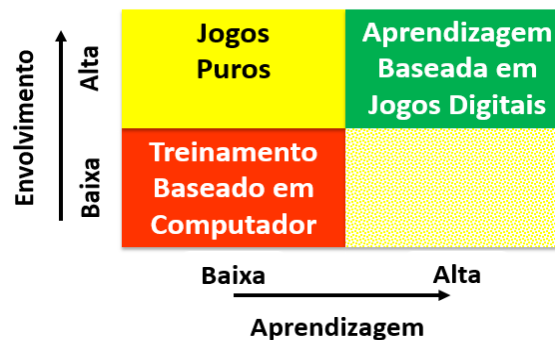 Envolvimento
Alta
Baixa
Jogos
Puros
Aprendizagem
Baseada em
Jogos Digitais
Treinamento
Baseado em
Computador
Baixa
Alta
Aprendizagem